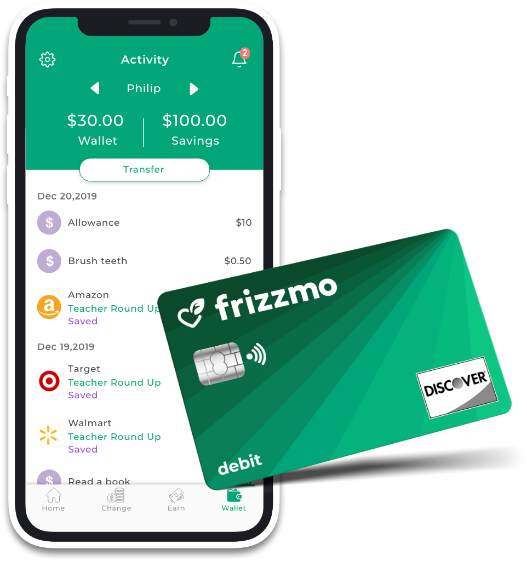 Activity
2
Philip
$30.00 $100.00
Wallet Savings
Transfer
Dec 20,2019
$ Allowance $10
$ Brush teeth $0.50
a Amazon
Teacher Round Up
Saved
Dec 19,2019
Target
Teacher Round Up
Saved
Walmart
Teacher Round Up
Saved
$ Read a book
Home Change Earn Wallet
frizzmo
DISCOVER
debit